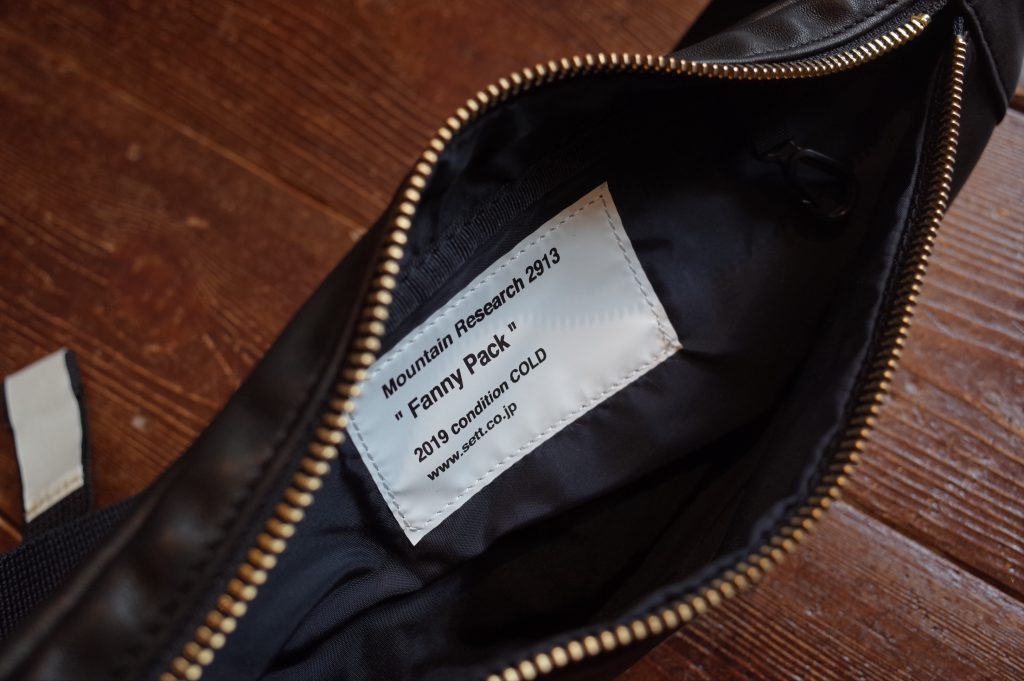 Mountain Research 2913
" Fanny Pack "
2019 condition COLD
www.sett.co.jp